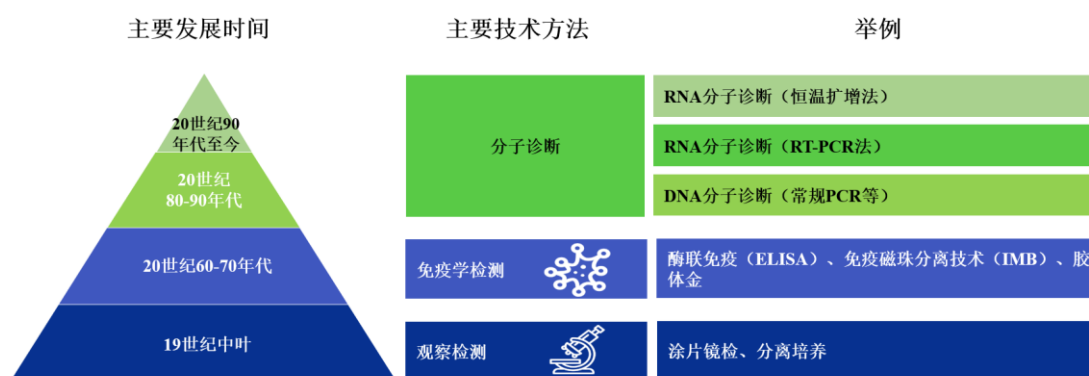 主要发展时间
主要技术方法
举例
20世纪90
年代至今
20世纪
80-90年代
20世纪60-70年代
19世纪中叶
分子诊断
免疫学检测
观察检测
RNA分子诊断（恒温扩增法）
RNA分子诊断（RT-PCR法）
DNA分子诊断（常规PCR等）
酶联免疫（ELISA）、免疫磁珠分离技术（IMB）、胶
体金
涂片镜检、分离培养